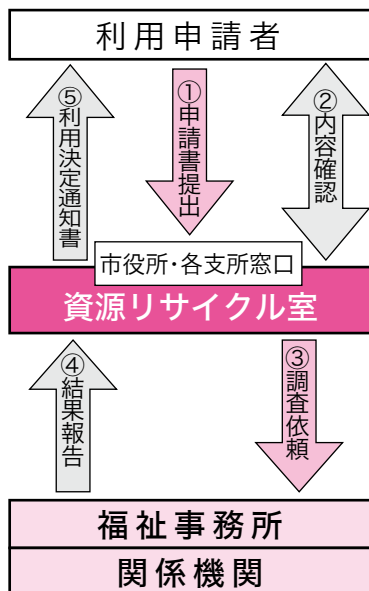 利用申請者
⑤利用決定通知書
①申請書提出
②内容確認
市役所・各支所窓口
資源リサイクル室
④結果報告
③調査依頼
福祉事務所
関係機関